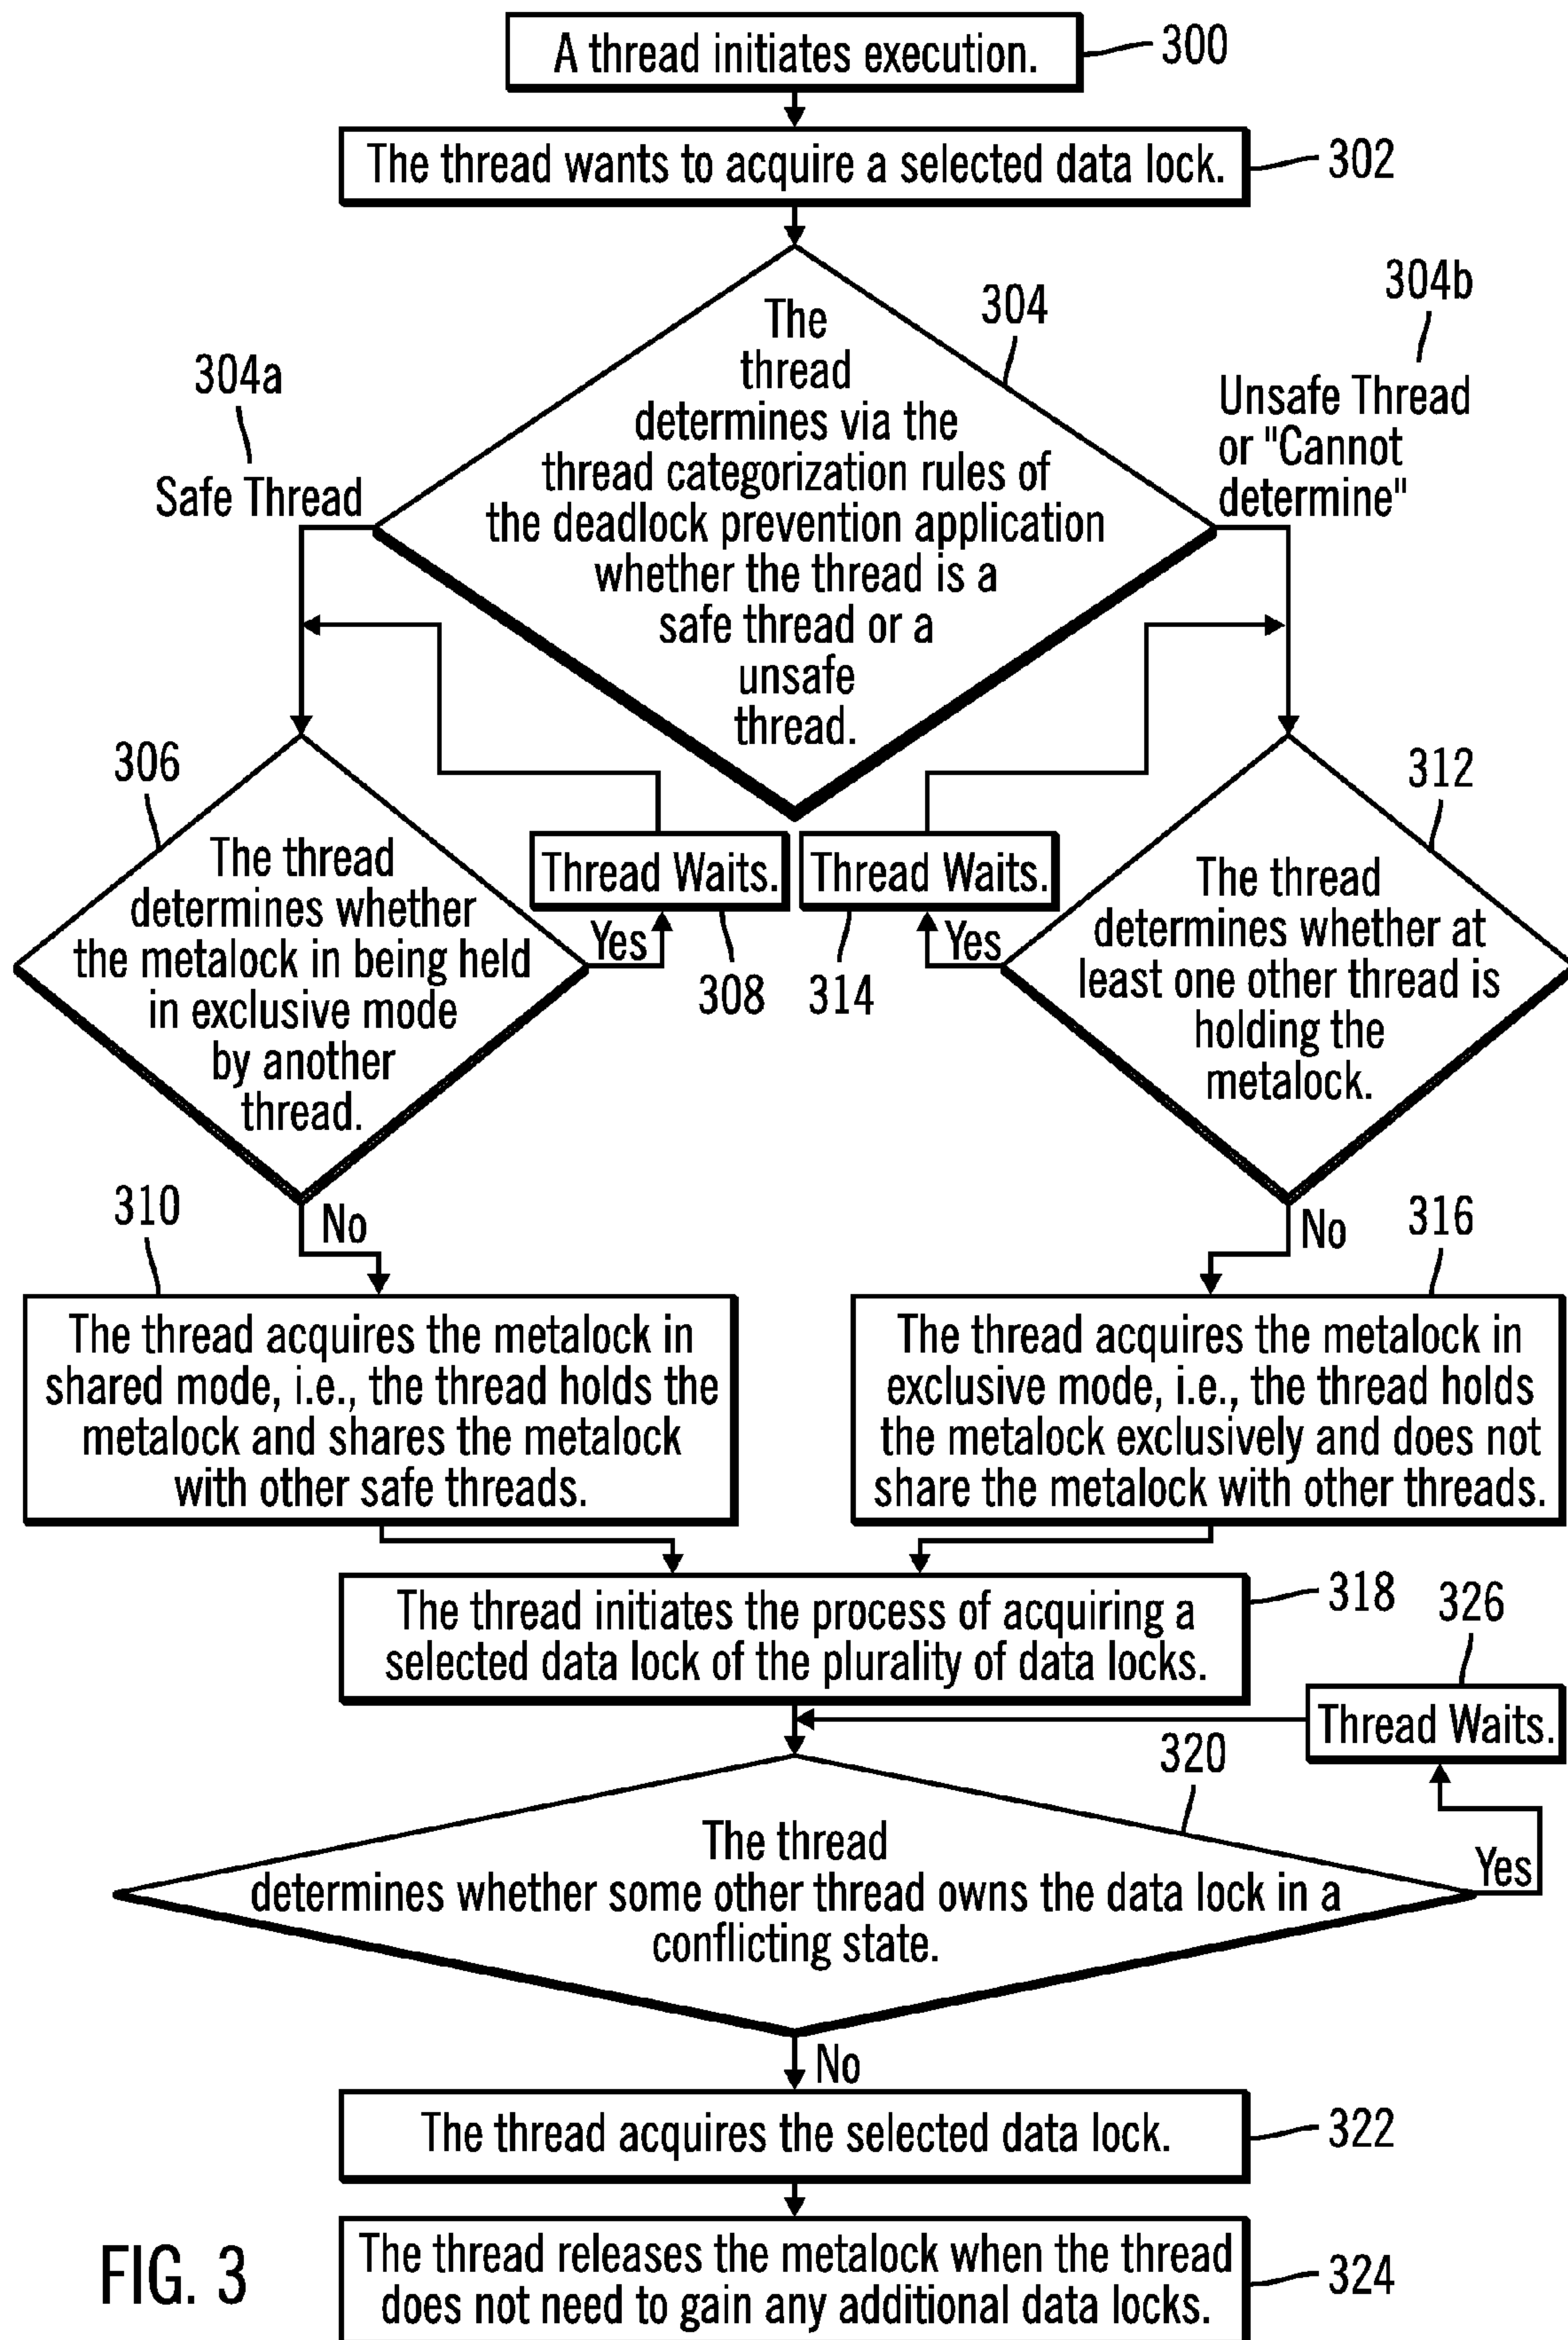 A thread initiates execution.
300
The thread wants to acquire a selected data lock.
302
The
thread
determines via the
thread categorization rules of
the deadlock prevention application
whether the thread is a
safe thread or a
unsafe
thread.
304
304a
Safe Thread
304b
Unsafe Thread
or "Cannot
determine"
306
The thread
determines whether
the metalock in being held
in exclusive mode
by another
thread.
Yes
Thread Waits.
308
Thread Waits.
314
Yes
312
The thread
determines whether at
least one other thread is
holding the
metalock.
No
No
310
The thread acquires the metalock in
shared mode, i.e., the thread holds the
metalock and shares the metalock
with other safe threads.
316
The thread acquires the metalock in
exclusive mode, i.e., the thread holds
the metalock exclusively and does not
share the metalock with other threads.
The thread initiates the process of acquiring a
selected data lock of the plurality of data locks.
318
326
Thread Waits.
320
The thread
determines whether some other thread owns the data lock in a
conflicting state.
Yes
No
The thread acquires the selected data lock.
322
The thread releases the metalock when the thread
does not need to gain any additional data locks.
324
FIG. 3